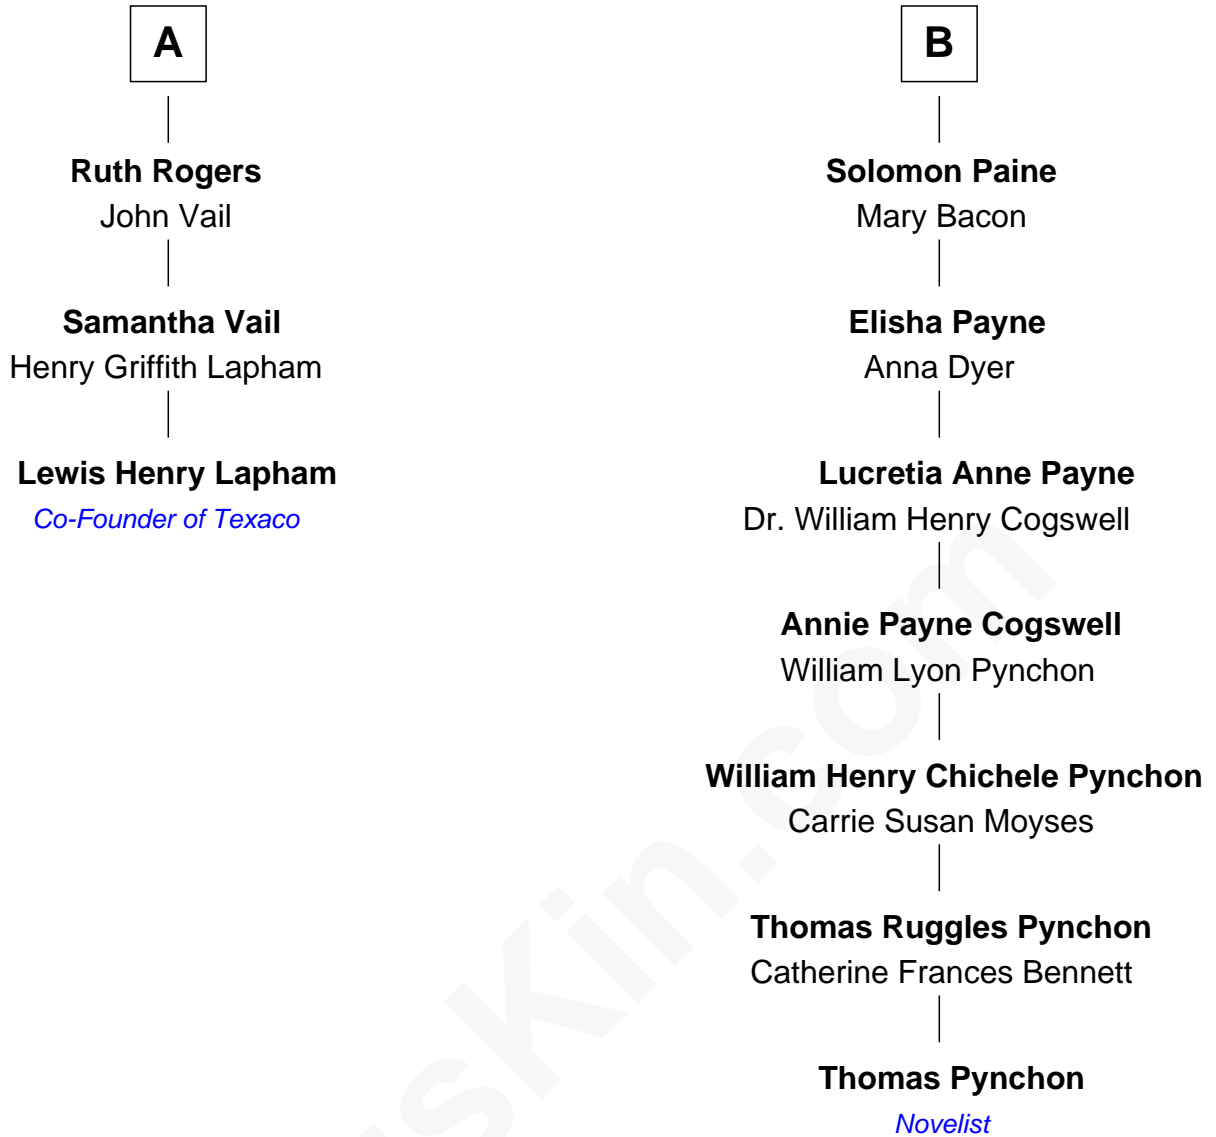 A
Ruth Rogers
John Vail
Samantha Vail
Henry Griffith Lapham
Lewis Henry Lapham
Co-Founder of Texaco
B
Solomon Paine
Mary Bacon
Elisha Payne
Anna Dyer
Lucretia Anne Payne
Dr. William Henry Cogswell
Annie Payne Cogswell
William Lyon Pynchon
William Henry Chichele Pynchon
Carrie Susan Moyses
Thomas Ruggles Pynchon
Catherine Frances Bennett
Thomas Pynchon
Novelist
sKin.com